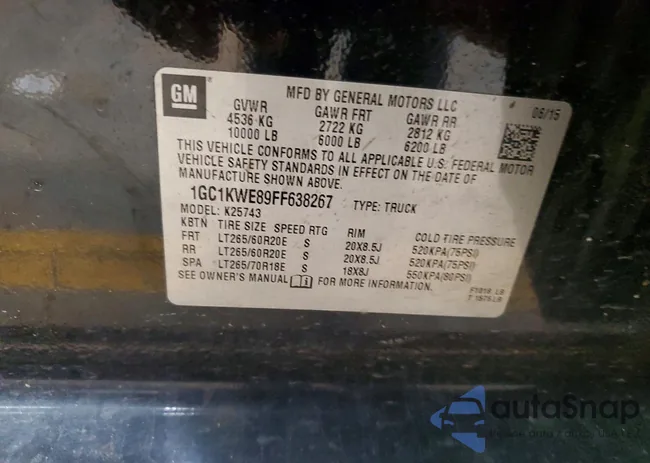 GM
MFD BY GENERAL MOTORS LLC
06/15
GVWR GAWR FRT GAWR RR
4536 KG 2722 KG 2812 KG
10000 LB 6000 LB 6200 LB
THIS VEHICLE CONFORMS TO ALL APPLICABLE U.S. FEDERAL MOTOR
VEHICLE SAFETY STANDARDS IN EFFECT ON THE DATE OF
MANUFACTURE SHOWN ABOVE.
1GC1KWE89FF638267 TYPE: TRUCK
MODEL: K25743
KBTN TIRE SIZE SPEED RTG RIM COLD TIRE PRESSURE
FRT LT265/60R20E S 20X8.5J 520KPA(75PSI)
RR LT265/60R20E S 20X8.5J 520KPA(75PSI)
SPA LT265/70R18E S 18X8J 550KPA(80PSI)
SEE OWNER'S MANUAL FOR MORE INFORMATION.
autoSnap